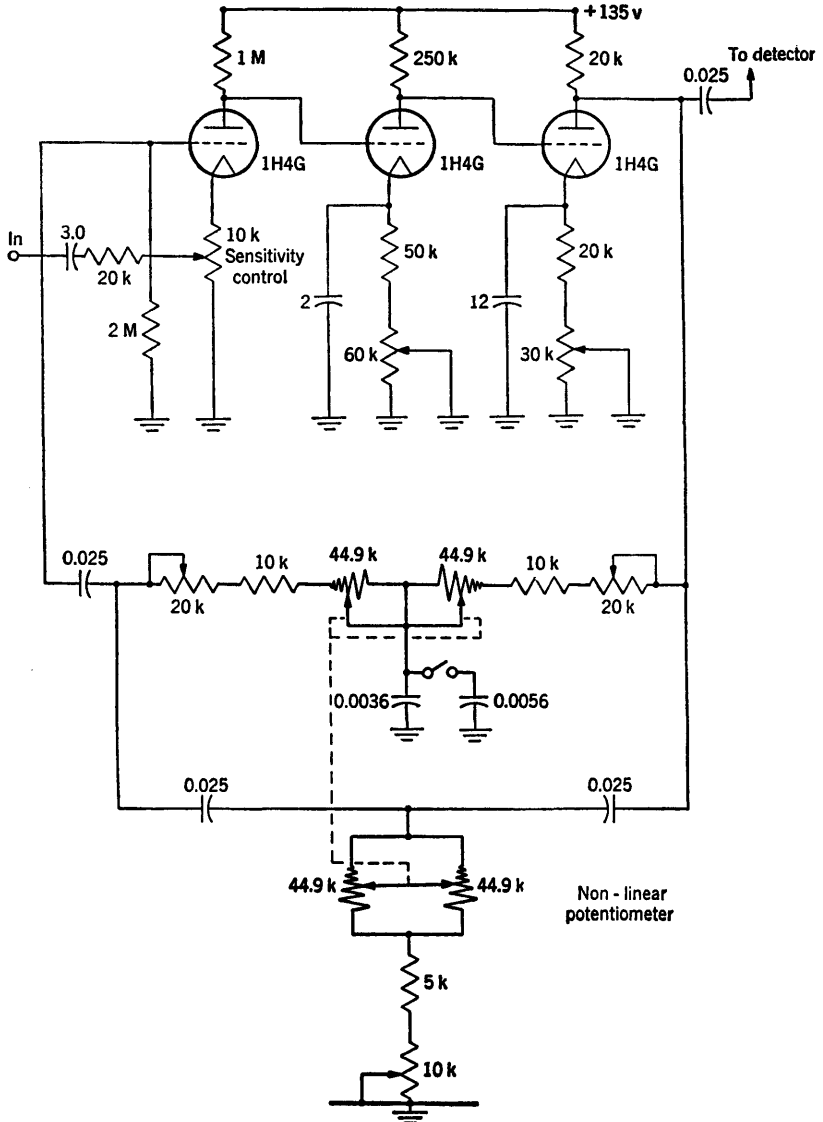 +135 v
1 M
250 k
20 k
To detector
0.025
1H4G
1H4G
1H4G
In
3.0
20 k
10 k
Sensitivity
control
50 k
20 k
2 M
2
60 k
12
30 k
0.025
20 k
10 k
44.9 k
44.9 k
10 k
20 k
0.0036
0.0056
0.025
0.025
44.9 k
44.9 k
Non - linear
potentiometer
5 k
10 k